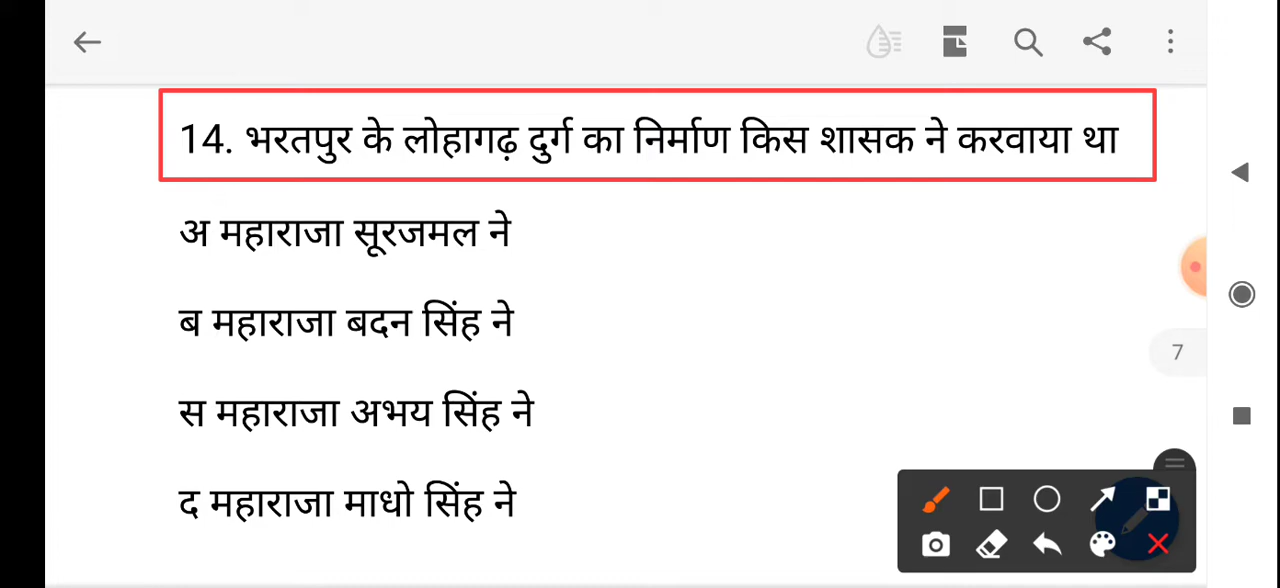 14. भरतपुर के लोहागढ़ दुर्ग का निर्माण किस शासक ने करवाया था
अ महाराजा सूरजमल ने
ब महाराजा बदन सिंह ने
7
स महाराजा अभय सिंह ने
द महाराजा माधो सिंह ने